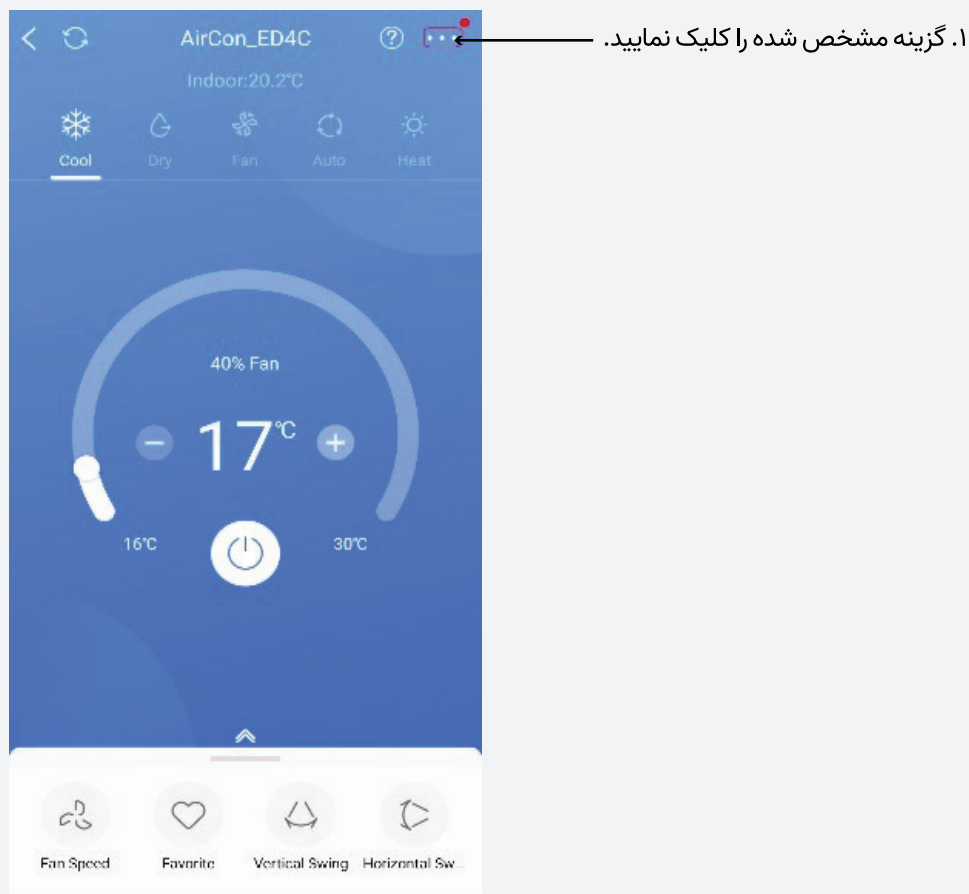 AirCon_ED4C
۱. گزینه مشخص شده را کلیک نمایید.
Indoor:20.2°C
Cool Dry Fan Auto Heat
40% Fan
17°C
16°C 30°C
Fan Speed Favorite Vertical Swing Horizontal Sw...